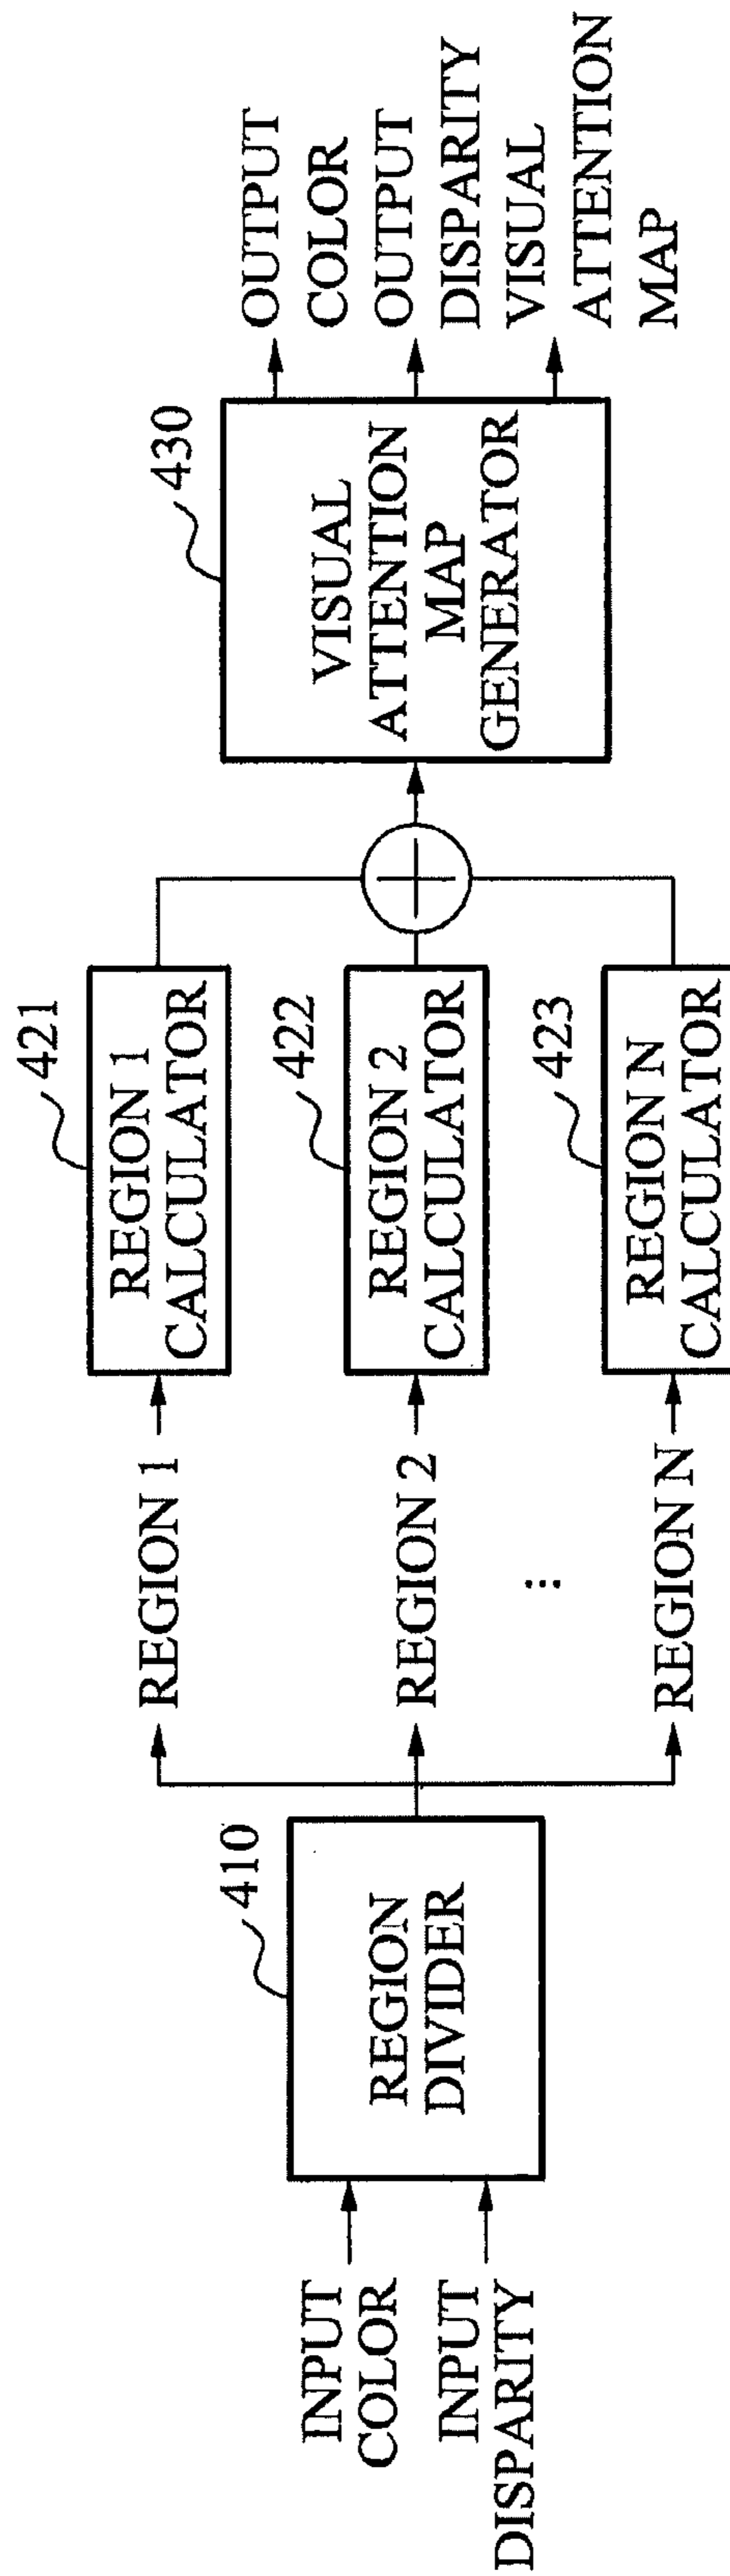 INPUT
COLOR
INPUT
DISPARITY
410
REGION
DIVIDER
REGION 1
REGION 2
...
REGION N
421
REGION 1
CALCULATOR
422
REGION 2
CALCULATOR
423
REGION N
CALCULATOR
430
VISUAL
ATTENTION
MAP
GENERATOR
OUTPUT
COLOR
OUTPUT
DISPARITY
VISUAL
ATTENTION
MAP